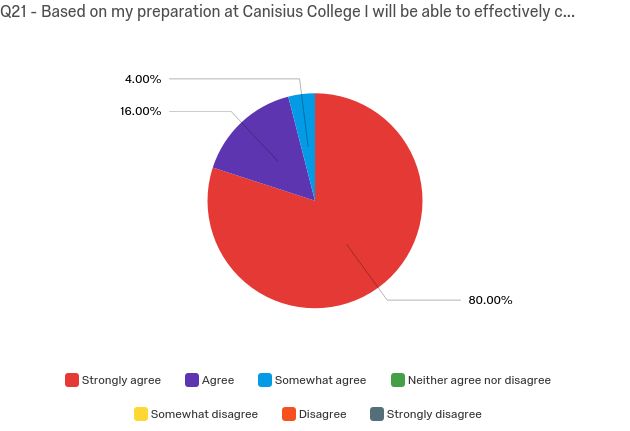 Q21 - Based on my preparation at Canisius College I will be able to effectively c...
4.00%
16.00%
80.00%
Strongly agree Agree Somewhat agree Neither agree nor disagree
Somewhat disagree Disagree Strongly disagree